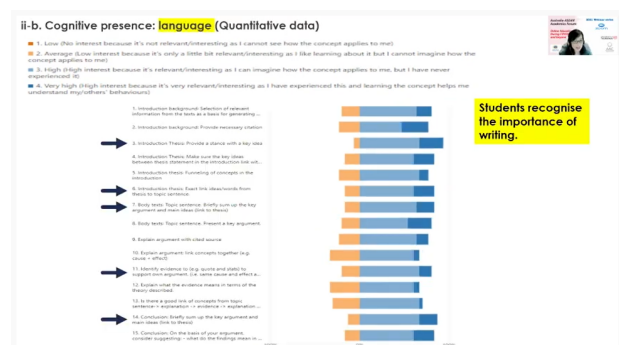 ii-b. Cognitive presence: language (Quantitative data)
1. Low (No interest because it's not relevant/interesting as I cannot see how the concept applies to me)
2. Average (Low interest because it's only a little bit relevant/interesting as I like learning about it but I cannot imagine how the
concept applies to me)
3. High (High interest because it's relevant/interesting as I can imagine how the concept applies to me, but I have never
experienced it)
4. Very high (High interest because it's very relevant/interesting as I have experienced this and learning the concept helps me
understand my/others' behaviours)
Students recognise
the importance of
writing.
1. Introduction background: Selection of relevant
information from the texts as a basis for generating ...
2. Introduction background: Provide necessary citation
3. Introduction Thesis: Provide a stance with a key idea
4. Introduction Thesis: Make sure the key ideas
between thesis statement in the introduction link wit...
5. Introduction thesis: Funneling of concepts in the
introduction
6. Introduction thesis: Exert link ideas/words from
thesis to topic sentence.
7. Body texts: Topic sentence: Briefly sum up the key
argument and main ideas (link to thesis)
8. Body texts: Topic sentence: Present a key argument
9. Explain argument with cited source
10. Explain argument: link concepts together (e.g.
cause – effect)
11. Identify evidence to (e.g. quote and stats) to
support own argument, (i.e. same cause and effect a...
12. Explain what the evidence means in terms of the
theory described.
13. Is there a good link of concepts from topic
sentence-> explanation -> evidence -> explanation ...
14. Conclusion: Briefly sum up the key argument and
main ideas (link to thesis)
15. Conclusion: On the basis of your argument,
consider suggesting – what do the findings mean in ...